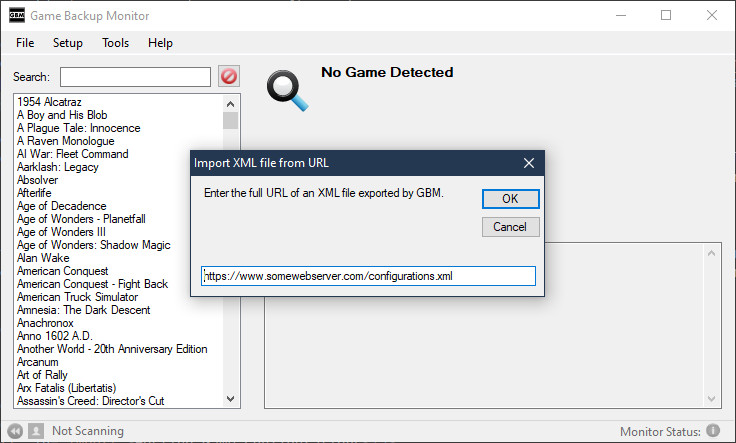 GBM Game Backup Monitor
File Setup Tools Help
Search:
No Game Detected
1954 Alcatraz
A Boy and His Blob
A Plague Tale: Innocence
A Raven Monologue
AI War: Fleet Command
Aarklash: Legacy
Absolver
Afterlife
Age of Decadence
Age of Wonders - Planetfall
Age of Wonders III
Age of Wonders: Shadow Magic
Alan Wake
American Conquest
American Conquest - Fight Back
American Truck Simulator
Amnesia: The Dark Descent
Anachronox
Anno 1602 A.D.
Another World - 20th Anniversary Edition
Arcanum
Art of Rally
Arx Fatalis (Libertatis)
Assassin's Creed: Director's Cut
Import XML file from URL
Enter the full URL of an XML file exported by GBM.
OK
Cancel
https://www.somewebserver.com/configurations.xml
Not Scanning
Monitor Status: